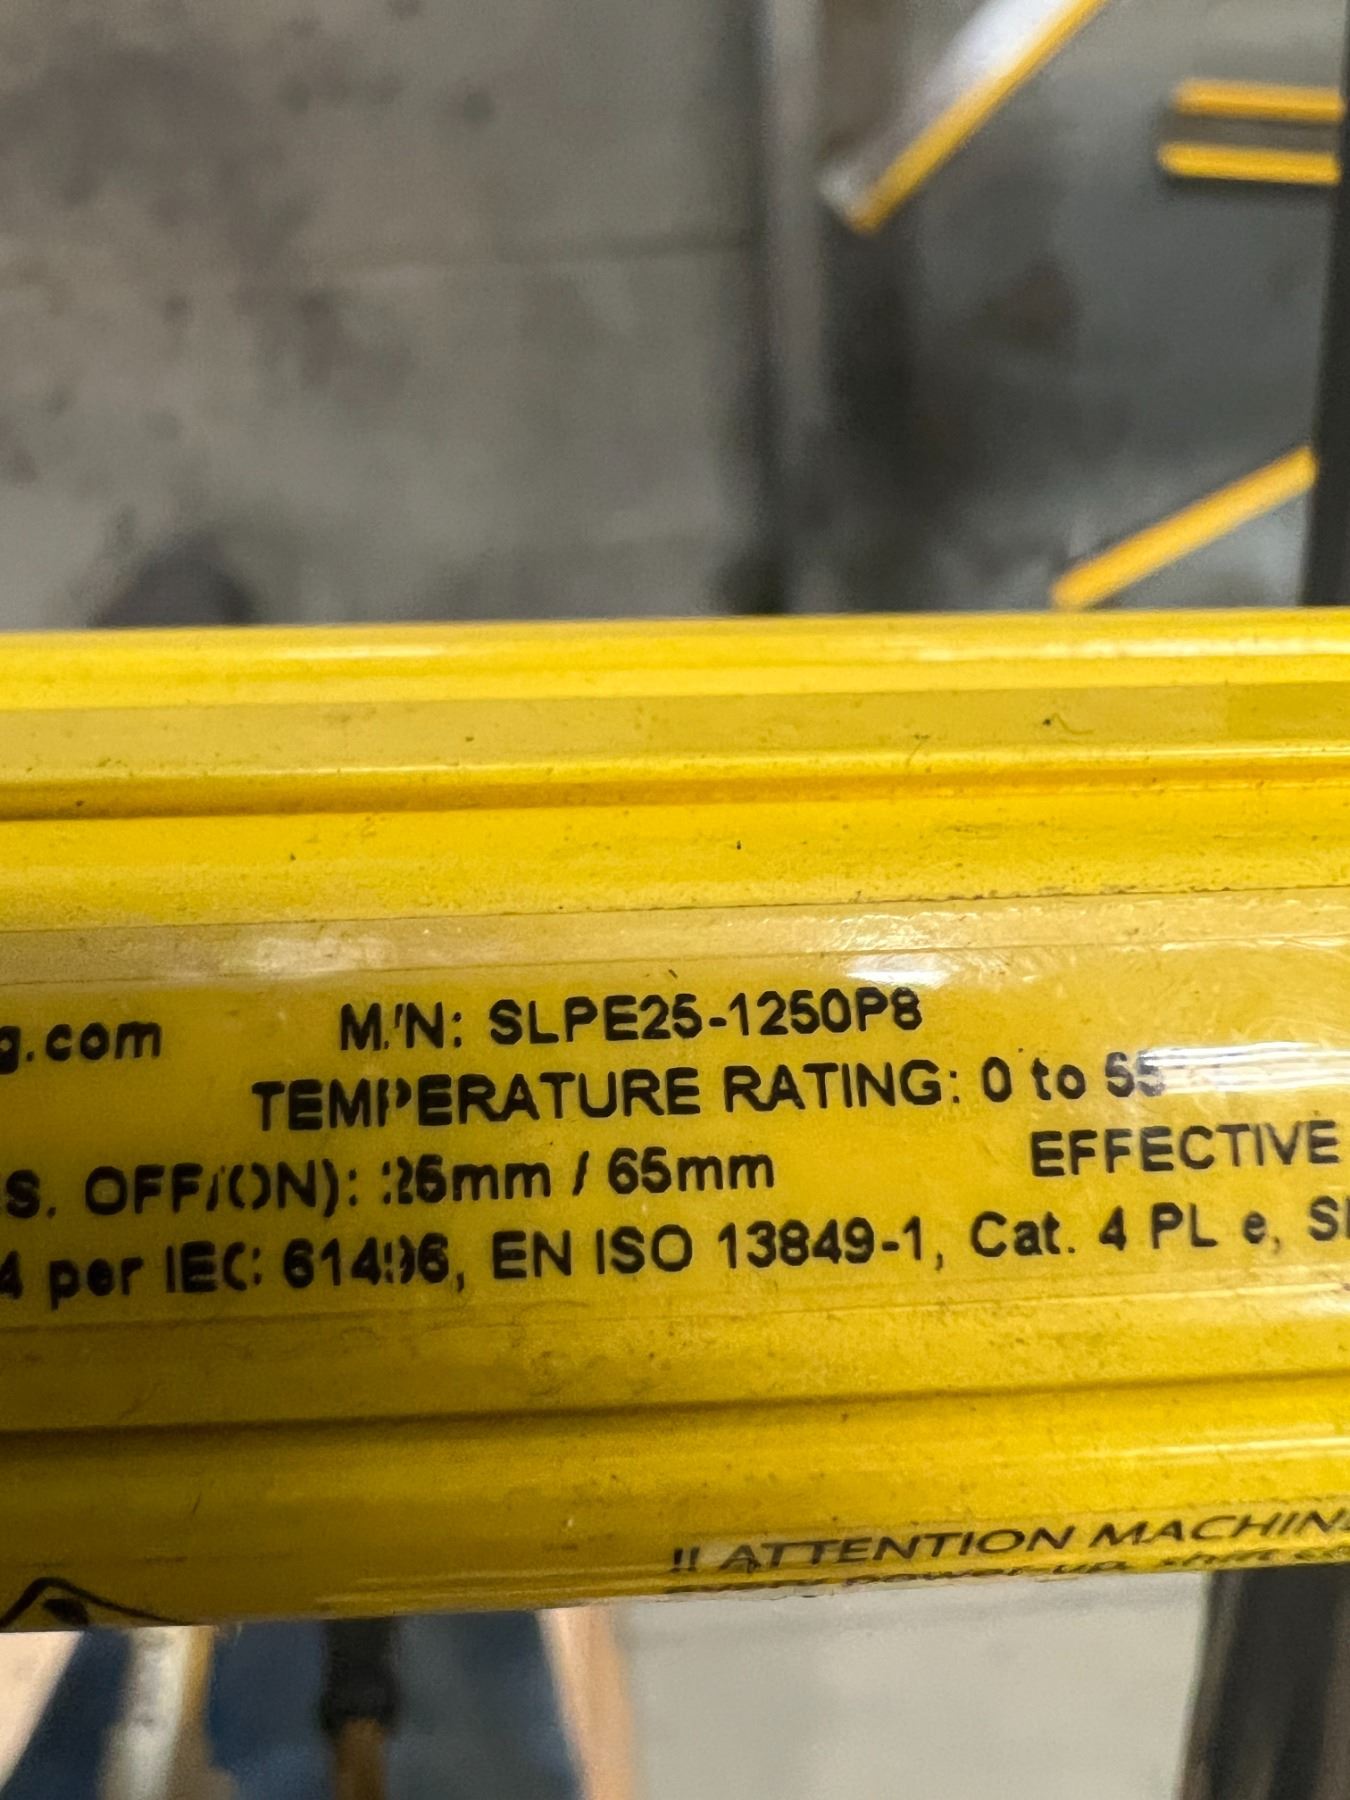 g.com M/N: SLPE25-1250P8
TEMPERATURE RATING: 0 to 55
S. OFF/ON): 25mm / 65mm EFFECTIVE
4 per IEC: 61496, EN ISO 13849-1, Cat. 4 PL e,
!! ATTENTION MACHIN